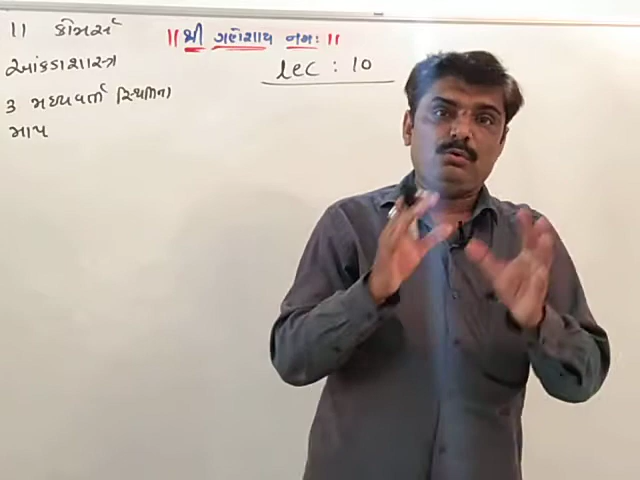 11 કોમર્સ
॥ શ્રી ગણેશાય નમઃ ॥
આંકડાશાસ્ત્ર
Lec : 10
3 મધ્યવર્તી સ્થિતિના
માપ